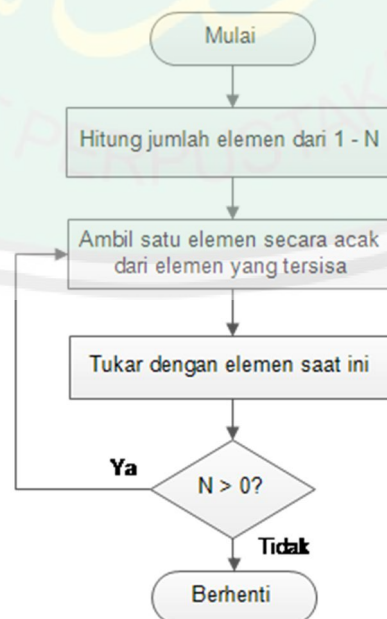 Mulai
Hitung jumlah elemen dari 1 - N
Ambil satu elemen secara acak
dari elemen yang tersisa
Tukar dengan elemen saat ini
Ya
N > 0?
Tidak
Berhenti